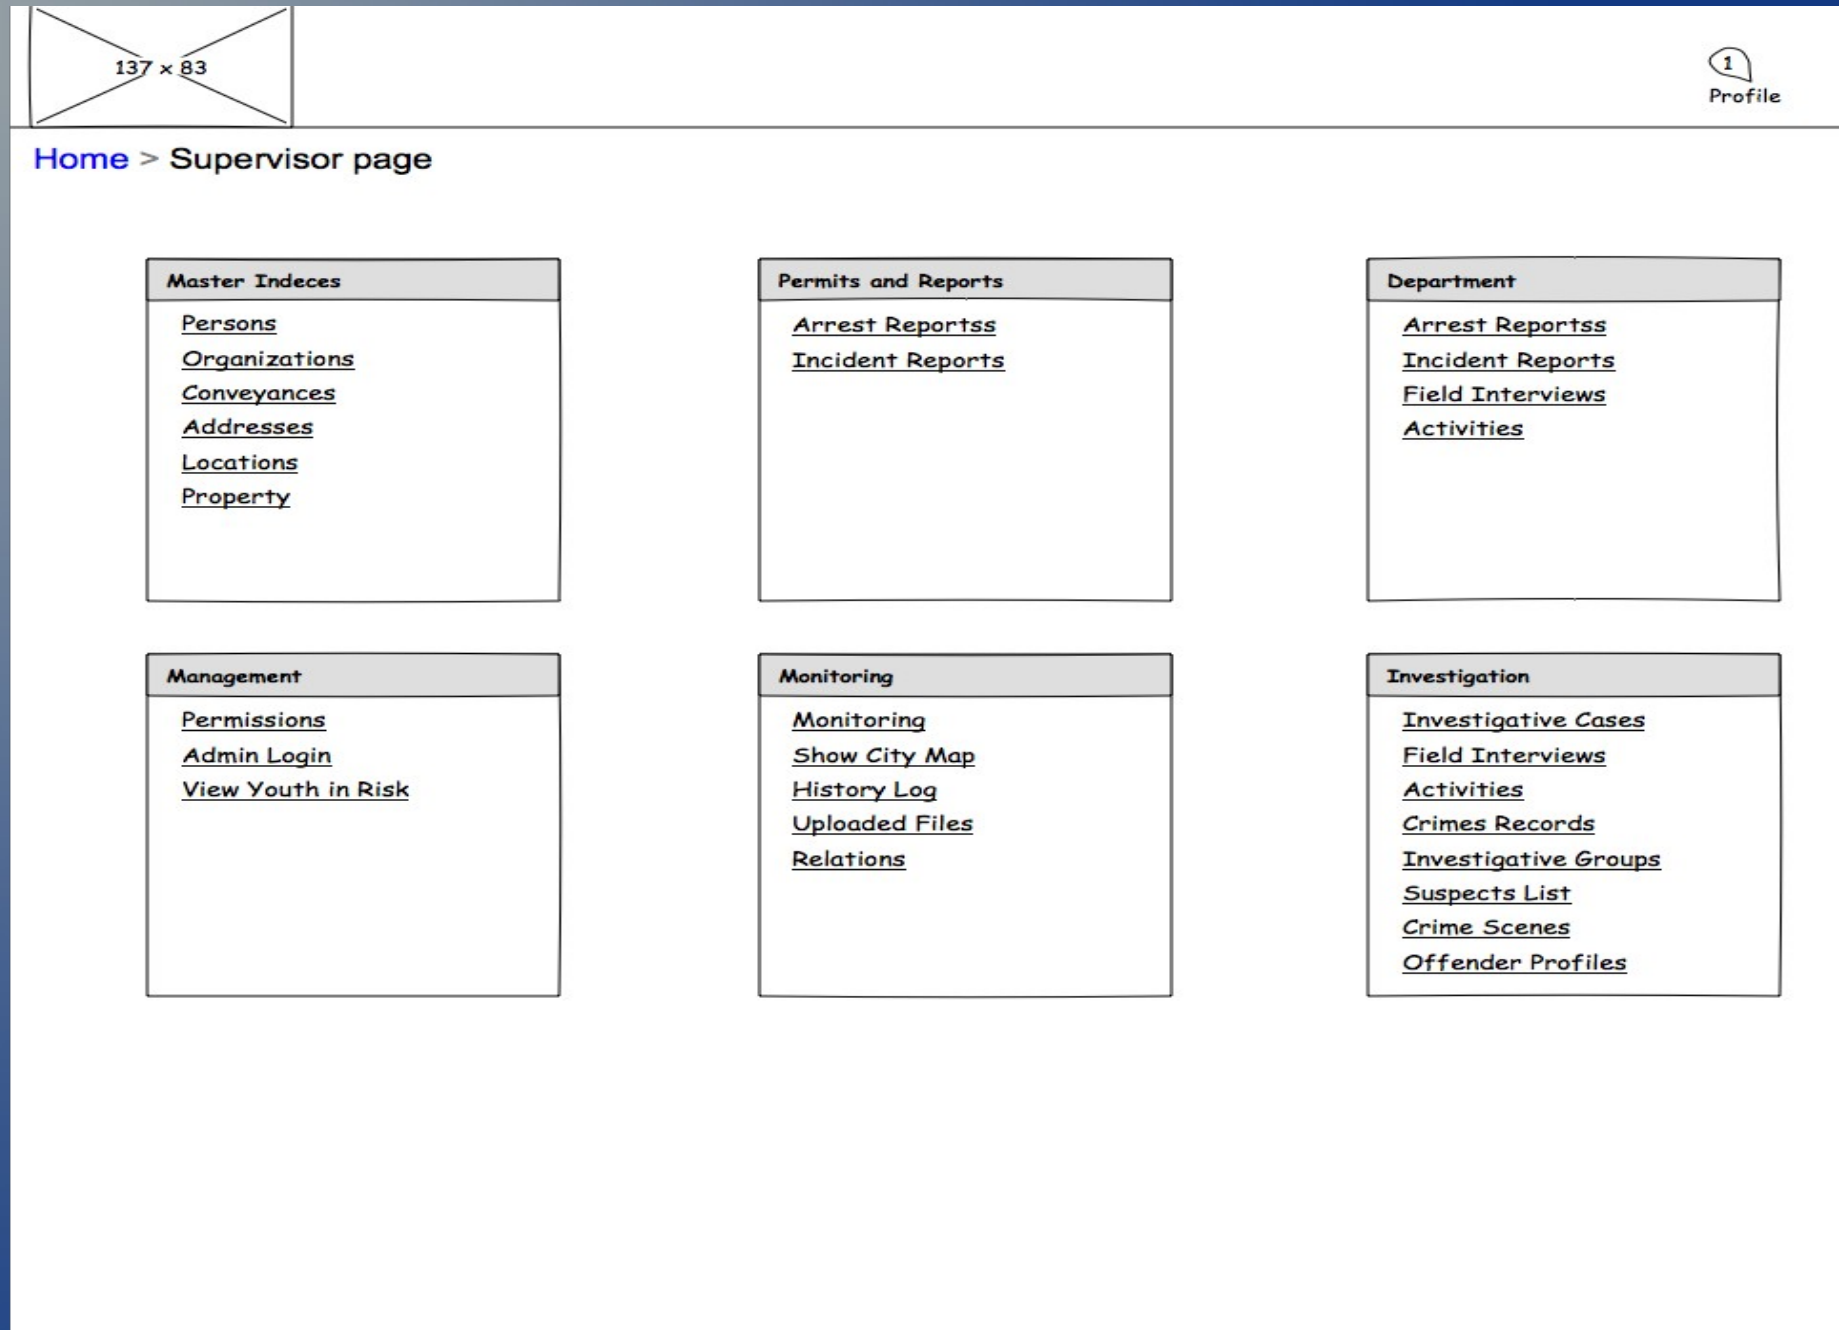 137 x 83
1
Profile
Home > Supervisor page
Master Indeces
Persons
Organizations
Conveyances
Addresses
Locations
Property
Permits and Reports
Arrest Reportss
Incident Reports
Department
Arrest Reportss
Incident Reports
Field Interviews
Activities
Management
Permissions
Admin Login
View Youth in Risk
Monitoring
Monitoring
Show City Map
History Log
Uploaded Files
Relations
Investigation
Investigative Cases
Field Interviews
Activities
Crimes Records
Investigative Groups
Suspects List
Crime Scenes
Offender Profiles